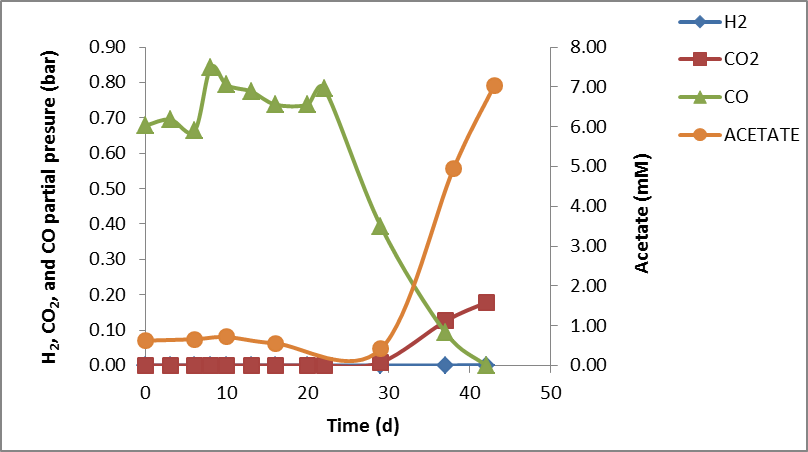 H2
CO2
CO
ACETATE
H2, CO2, and CO partial presure (bar)
0.90
0.80
0.70
0.60
0.50
0.40
0.30
0.20
0.10
0.00
8.00
7.00
6.00
5.00
4.00
3.00
2.00
1.00
0.00
Acetate (mM)
0 10 20 30 40 50
Time (d)